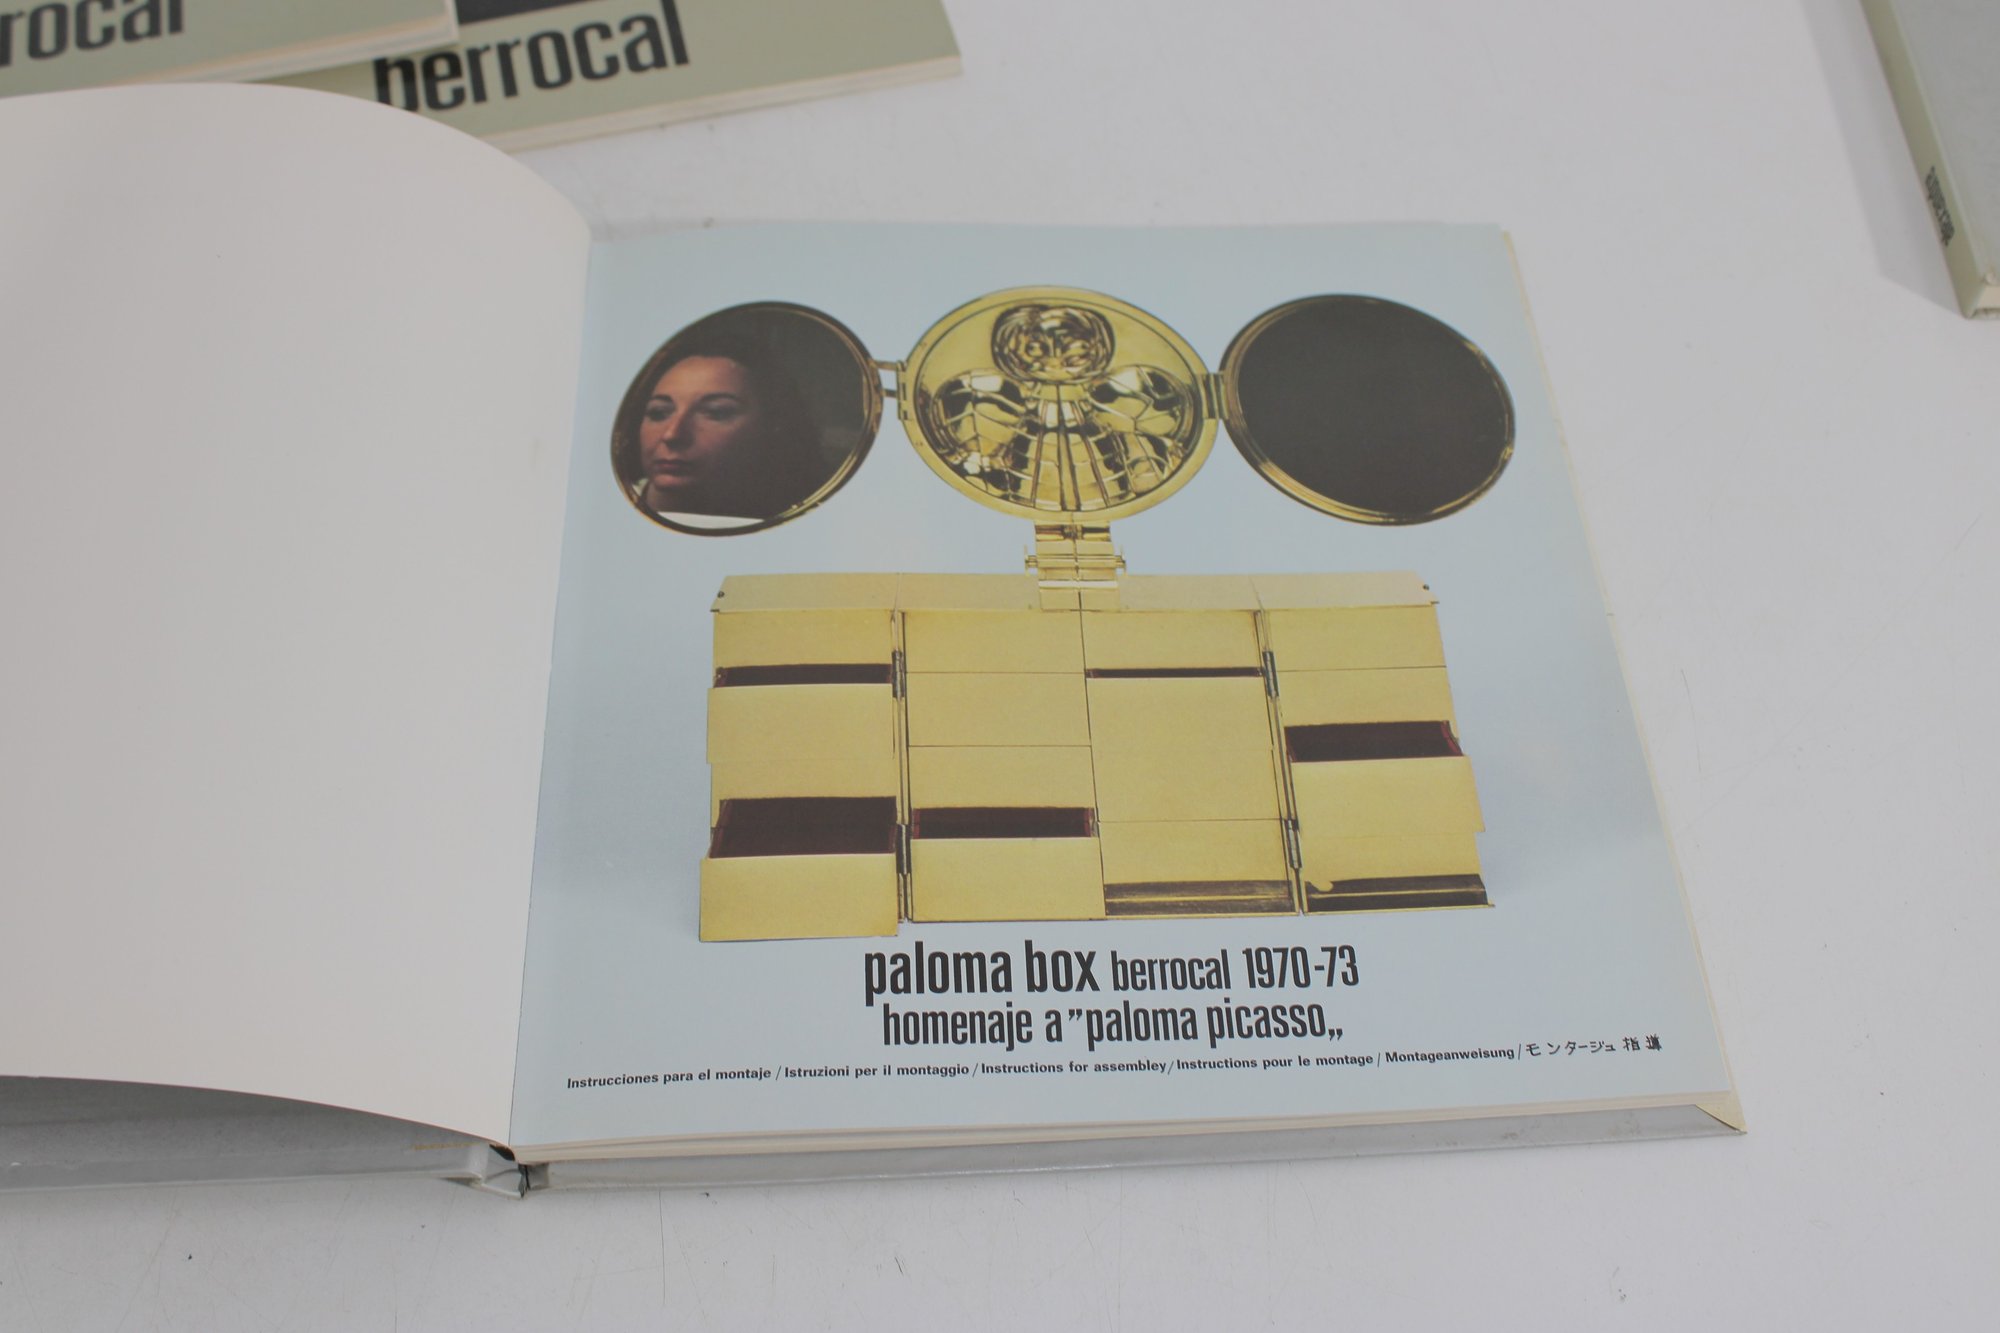 rrocal
berrocal
paloma box berrocal 1970-73
homenaje a "paloma picasso„
Instrucciones para el montaje / Istruzioni per il montaggio / Instructions for assembley / Instructions pour le montage / Montageanweisung / モンタージュ 指導